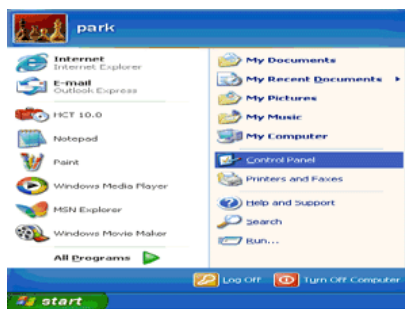 park
Internet
Internet Explorer
E-mail
Outlook Express
HCT 10.0
Notepad
Paint
Windows Media Player
MSN Explorer
Windows Movie Maker
All Programs
My Documents
My Recent Documents
My Pictures
My Music
My Computer
Control Panel
Printers and Faxes
Help and Support
Search
Run...
Log Off
Turn Off Computer
start